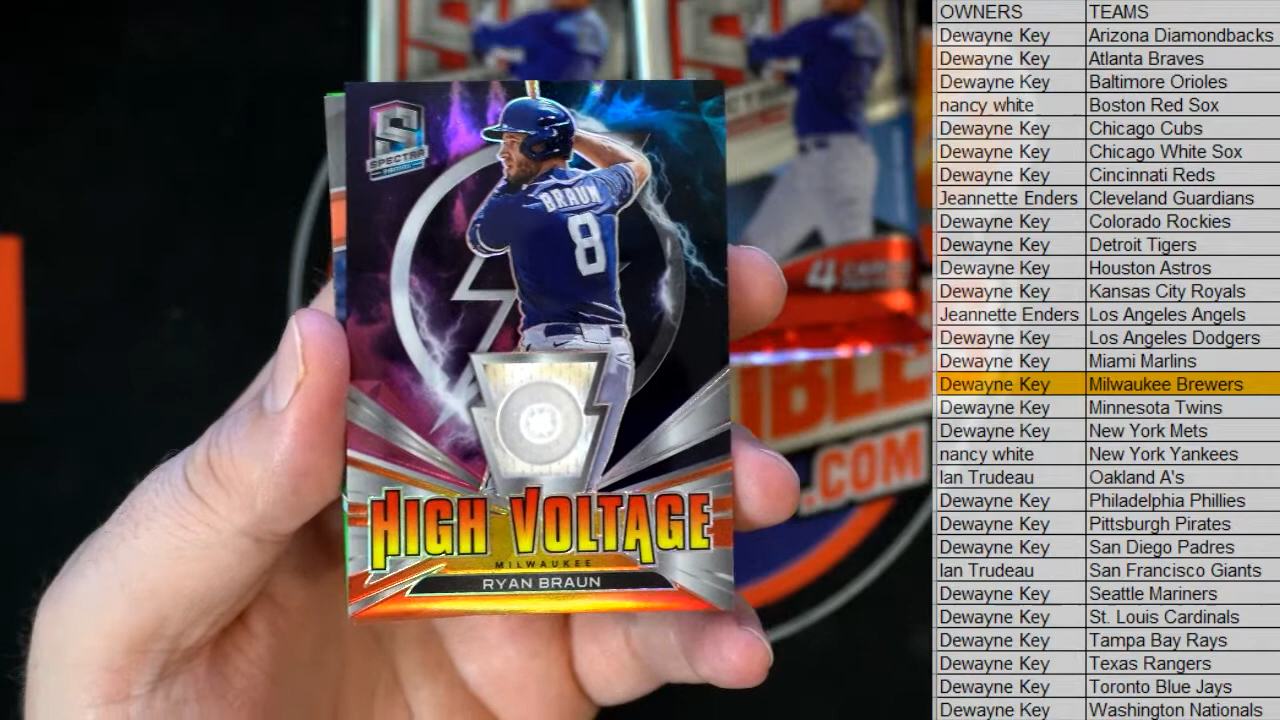 SPECTRA
BRAUN
8
HIGH VOLTAGE
MILWAUKEE
RYAN BRAUN
4
.COM
OWNERS TEAMS
Dewayne Key Arizona Diamondbacks
Dewayne Key Atlanta Braves
Dewayne Key Baltimore Orioles
nancy white Boston Red Sox
Dewayne Key Chicago Cubs
Dewayne Key Chicago White Sox
Dewayne Key Cincinnati Reds
Jeannette Enders Cleveland Guardians
Dewayne Key Colorado Rockies
Dewayne Key Detroit Tigers
Dewayne Key Houston Astros
Dewayne Key Kansas City Royals
Jeannette Enders Los Angeles Angels
Dewayne Key Los Angeles Dodgers
Dewayne Key Miami Marlins
Dewayne Key Milwaukee Brewers
Dewayne Key Minnesota Twins
Dewayne Key New York Mets
nancy white New York Yankees
Ian Trudeau Oakland A's
Dewayne Key Philadelphia Phillies
Dewayne Key Pittsburgh Pirates
Dewayne Key San Diego Padres
Ian Trudeau San Francisco Giants
Dewayne Key Seattle Mariners
Dewayne Key St. Louis Cardinals
Dewayne Key Tampa Bay Rays
Dewayne Key Texas Rangers
Dewayne Key Toronto Blue Jays
Dewayne Key Washington Nationals